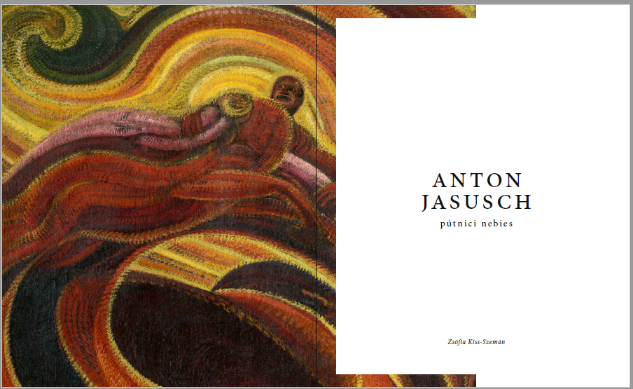 ANTON
JASUSCH
pútnici nebies
Zsófia Kiss-Szemán